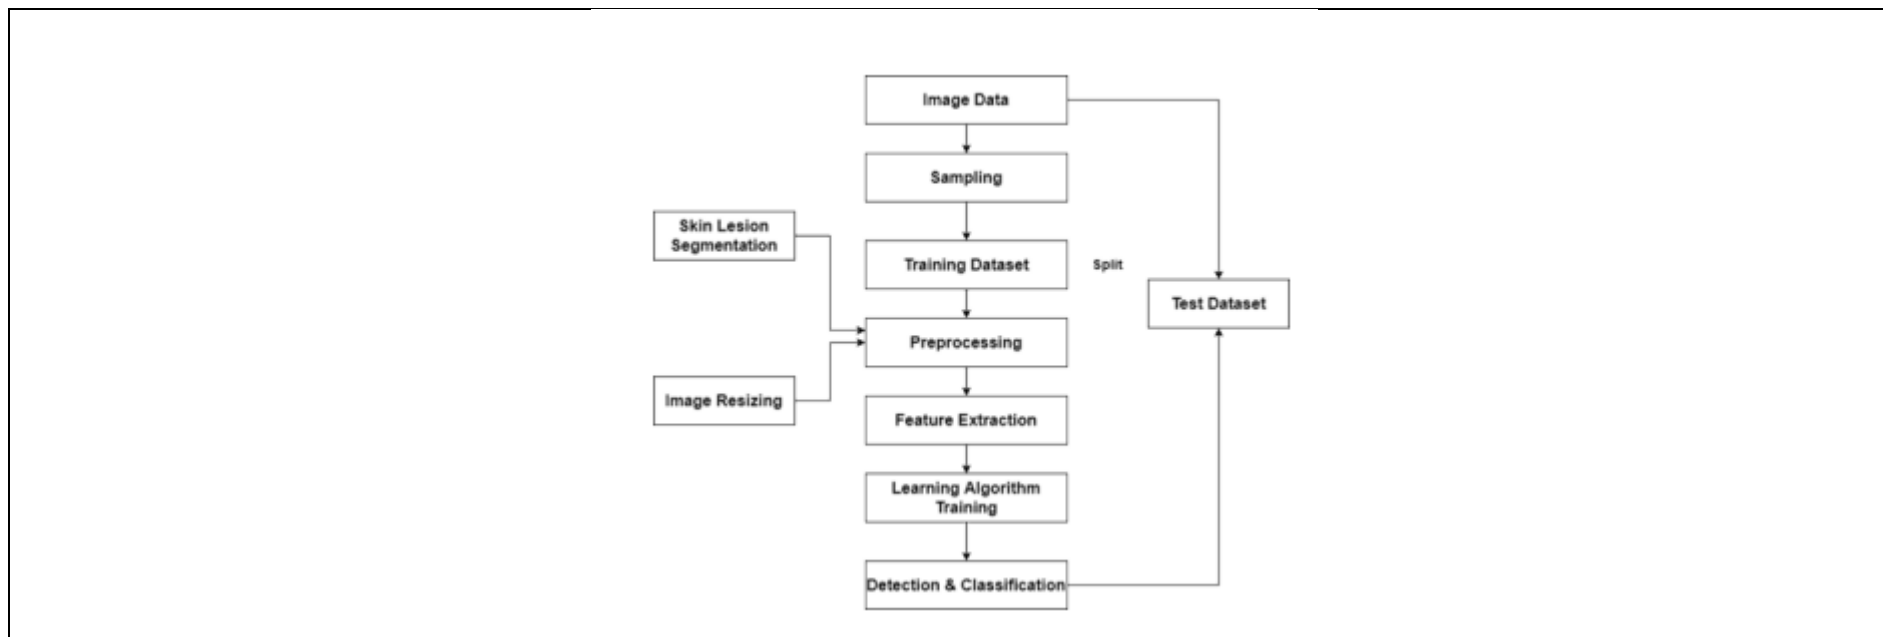 Image Data
Sampling
Skin Lesion
Segmentation
Training Dataset
Split
Test Dataset
Preprocessing
Image Resizing
Feature Extraction
Learning Algorithm
Training
Detection & Classification